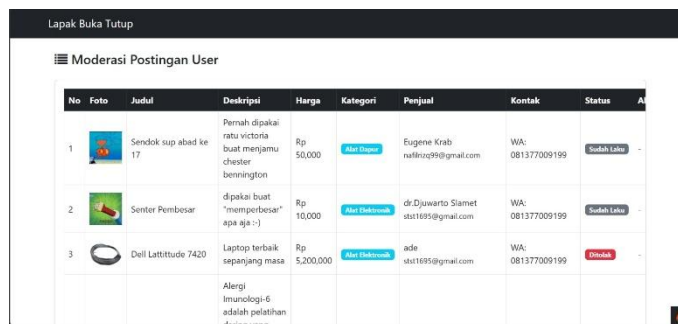 Lapak Buka Tutup
Moderasi Postingan User
No Foto Judul Deskripsi Harga Kategori Penjual Kontak Status
1 Sendok sup abad ke 17 Pernah dipakai ratu victoria buat menjamu chester bennington Rp 50,000 Alat Dapur Eugene Krab nafilnzq99@gmail.com WA: 081377009199 Sudah Laku -
2 Senter Pembesar dipakai buat "memperbesar" apa aja :-) Rp 10,000 Alat Elektronik dr.Djuwarto Slamet stst1695@gmail.com WA: 081377009199 Sudah Laku -
3 Dell Lattittude 7420 Laptop terbaik sepanjang masa Rp 5,200,000 Alat Elektronik ade stst1695@gmail.com WA: 081377009199 Ditolak -
Alergi Imunologi-6 adalah pelatihan